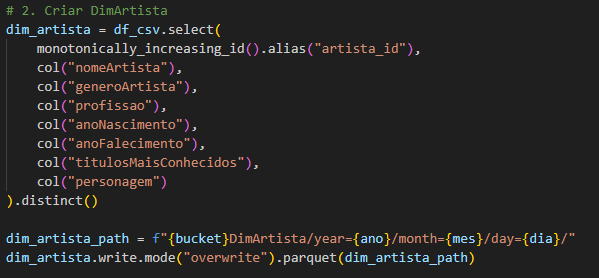 # 2. Criar DimArtista
dim_artista = df_csv.select(
    monotonically_increasing_id().alias("artista_id"),
    col("nomeArtista"),
    col("generoArtista"),
    col("profissao"),
    col("anoNascimento"),
    col("anoFalecimento"),
    col("titulosMaisConhecidos"),
    col("personagem")
).distinct()

dim_artista_path = f"{bucket}DimArtista/year={ano}/month={mes}/day={dia}/"
dim_artista.write.mode("overwrite").parquet(dim_artista_path)